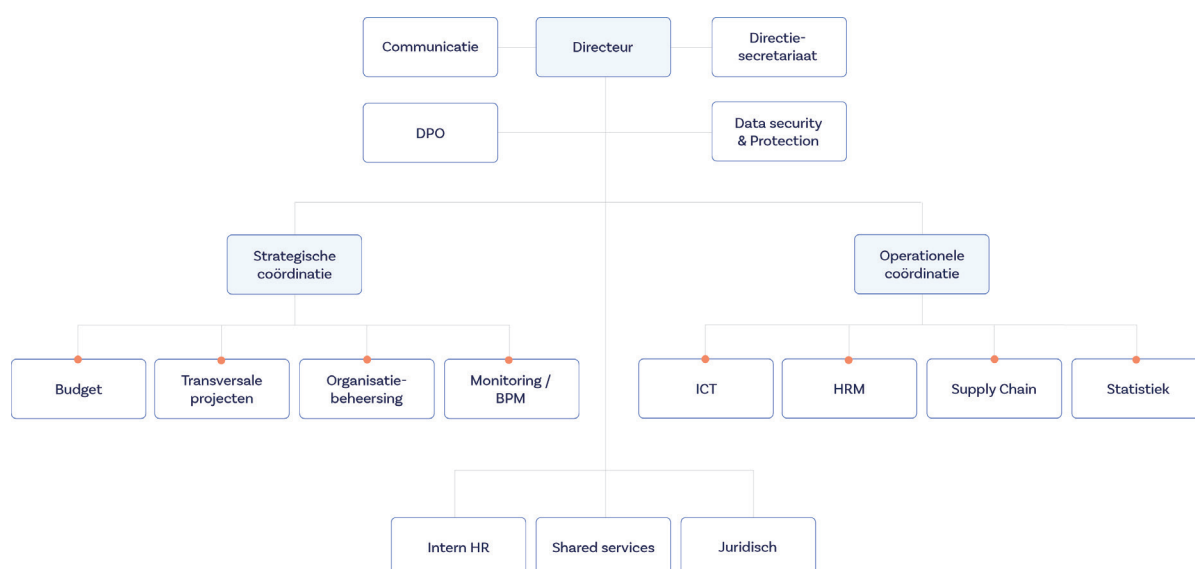 Communicatie
Directeur
Directie-
secretariaat
DPO
Data security
& Protection
Strategische
coördinatie
Operationele
coördinatie
Budget
Transversale
projecten
Organisatie-
beheersing
Monitoring /
BPM
ICT
HRM
Supply Chain
Statistiek
Intern HR
Shared services
Juridisch